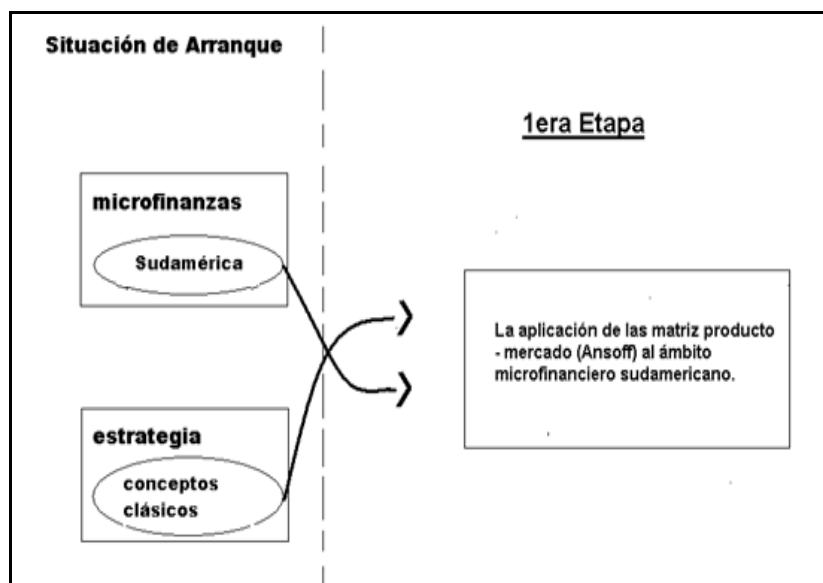 Situación de Arranque
1era Etapa
microfinanzas
Sudamérica
La aplicación de las matriz producto
- mercado (Ansoff) al ámbito
microfinanciero sudamericano.
estrategia
conceptos
clásicos